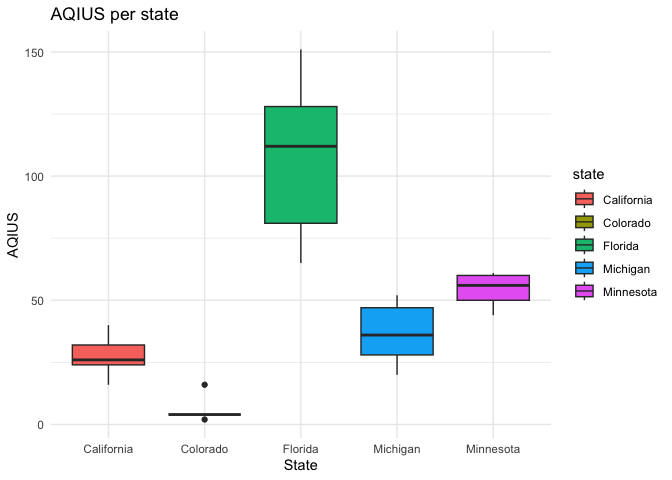 AQIUS per state
150
100
50
0
AQIUS
California
Colorado
Florida
Michigan
Minnesota
State
state
California
Colorado
Florida
Michigan
Minnesota